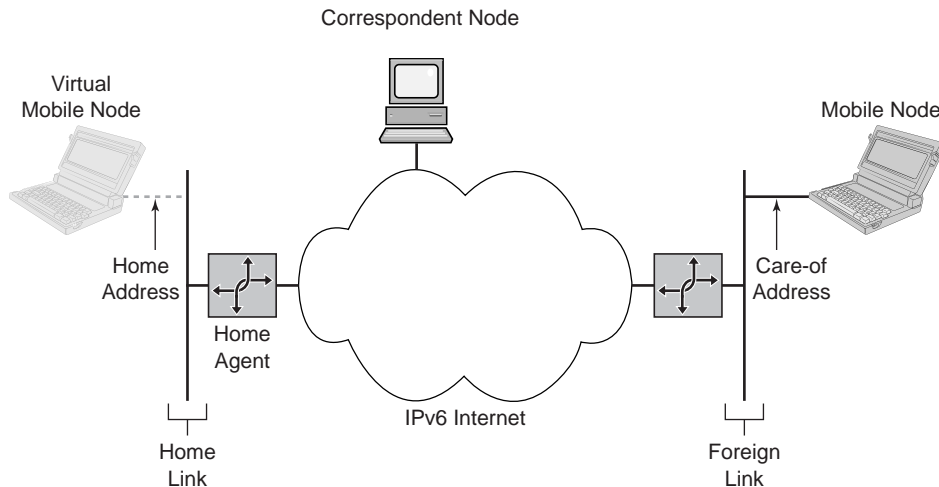 Correspondent Node
Virtual
Mobile Node
Mobile Node
Home
Address
Home
Agent
Care-of
Address
IPv6 Internet
Home
Link
Foreign
Link